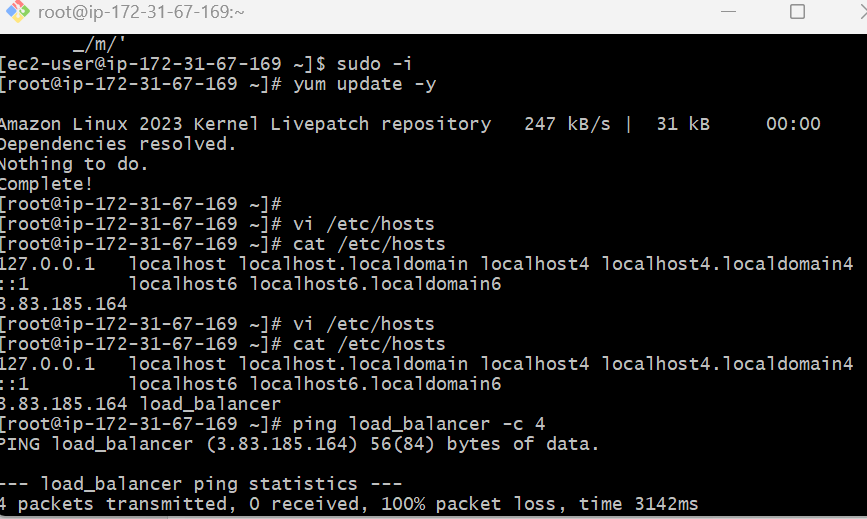 root@ip-172-31-67-169:~
_/m/'
[ec2-user@ip-172-31-67-169 ~]$ sudo -i
[root@ip-172-31-67-169 ~]# yum update -y
Amazon Linux 2023 Kernel Livepatch repository 247 kB/s | 31 kB 00:00
Dependencies resolved.
Nothing to do.
Complete!
[root@ip-172-31-67-169 ~]#
[root@ip-172-31-67-169 ~]# vi /etc/hosts
[root@ip-172-31-67-169 ~]# cat /etc/hosts
127.0.0.1 localhost localhost.localdomain localhost4 localhost4.localdomain4
::1 localhost6 localhost6.localdomain6
3.83.185.164
[root@ip-172-31-67-169 ~]# vi /etc/hosts
[root@ip-172-31-67-169 ~]# cat /etc/hosts
127.0.0.1 localhost localhost.localdomain localhost4 localhost4.localdomain4
::1 localhost6 localhost6.localdomain6
3.83.185.164 load_balancer
[root@ip-172-31-67-169 ~]# ping load_balancer -c 4
PING load_balancer (3.83.185.164) 56(84) bytes of data.
--- load_balancer ping statistics ---
4 packets transmitted, 0 received, 100% packet loss, time 3142ms